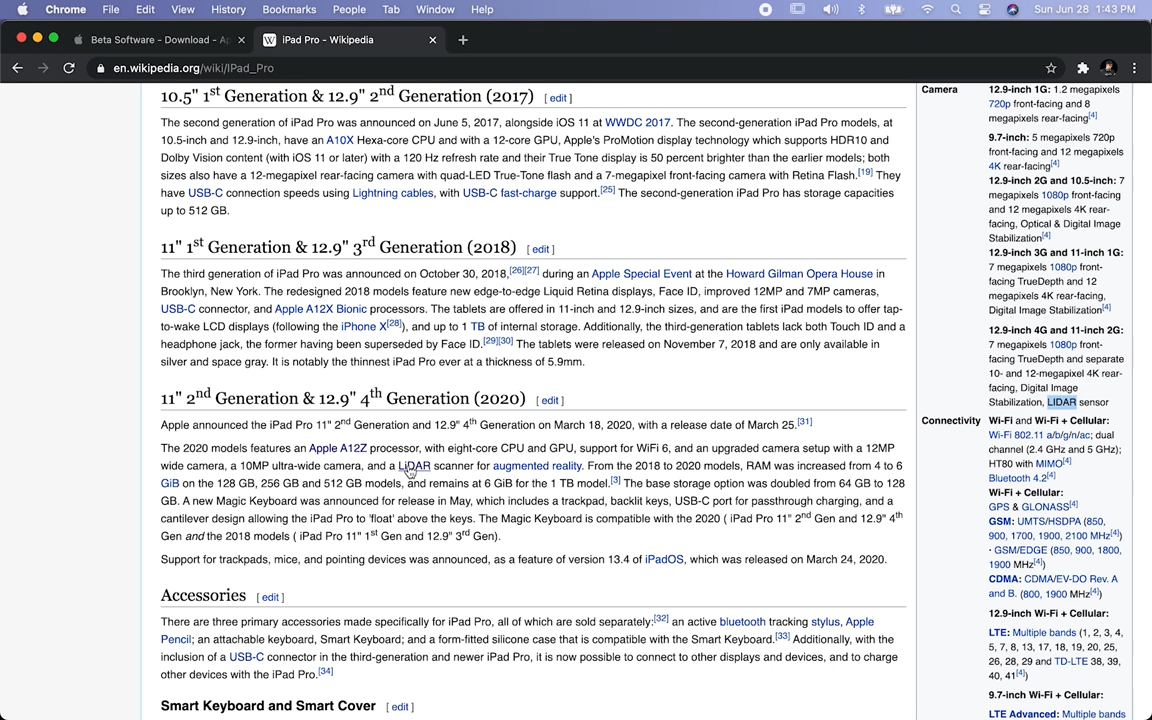 Chrome File Edit View History Bookmarks People Tab Window Help Sun Jun 28 1:43 PM
Beta Software - Download - Ap × W iPad Pro - Wikipedia × +
en.wikipedia.org/wiki/IPad_Pro
10.5" 1st Generation & 12.9" 2nd Generation (2017) [ edit ]
The second generation of iPad Pro was announced on June 5, 2017, alongside iOS 11 at WWDC 2017. The second-generation iPad Pro models, at
10.5-inch and 12.9-inch, have an A10X Hexa-core CPU and with a 12-core GPU, Apple's ProMotion display technology which supports HDR10 and
Dolby Vision content (with iOS 11 or later) with a 120 Hz refresh rate and their True Tone display is 50 percent brighter than the earlier models; both
sizes also have a 12-megapixel rear-facing camera with quad-LED True-Tone flash and a 7-megapixel front-facing camera with Retina Flash.[19] They
have USB-C connection speeds using Lightning cables, with USB-C fast-charge support.[25] The second-generation iPad Pro has storage capacities
up to 512 GB.
11" 1st Generation & 12.9" 3rd Generation (2018) [ edit ]
The third generation of iPad Pro was announced on October 30, 2018,[26][27] during an Apple Special Event at the Howard Gilman Opera House in
Brooklyn, New York. The redesigned 2018 models feature new edge-to-edge Liquid Retina displays, Face ID, improved 12MP and 7MP cameras,
USB-C connector, and Apple A12X Bionic processors. The tablets are offered in 11-inch and 12.9-inch sizes, and are the first iPad models to offer tap-
to-wake LCD displays (following the iPhone X[28]), and up to 1 TB of internal storage. Additionally, the third-generation tablets lack both Touch ID and a
headphone jack, the former having been superseded by Face ID.[29][30] The tablets were released on November 7, 2018 and are only available in
silver and space gray. It is notably the thinnest iPad Pro ever at a thickness of 5.9mm.
11" 2nd Generation & 12.9" 4th Generation (2020) [ edit ]
Apple announced the iPad Pro 11" 2nd Generation and 12.9" 4th Generation on March 18, 2020, with a release date of March 25.[31]
The 2020 models features an Apple A12Z processor, with eight-core CPU and GPU, support for WiFi 6, and an upgraded camera setup with a 12MP
wide camera, a 10MP ultra-wide camera, and a LiDAR scanner for augmented reality. From the 2018 to 2020 models, RAM was increased from 4 to 6
GiB on the 128 GB, 256 GB and 512 GB models, and remains at 6 GiB for the 1 TB model.[3] The base storage option was doubled from 64 GB to 128
GB. A new Magic Keyboard was announced for release in May, which includes a trackpad, backlit keys, USB-C port for passthrough charging, and a
cantilever design allowing the iPad Pro to 'float' above the keys. The Magic Keyboard is compatible with the 2020 ( iPad Pro 11" 2nd Gen and 12.9" 4th
Gen and the 2018 models ( iPad Pro 11" 1st Gen and 12.9" 3rd Gen).
Support for trackpads, mice, and pointing devices was announced, as a feature of version 13.4 of iPadOS, which was released on March 24, 2020.
Accessories [ edit ]
There are three primary accessories made specifically for iPad Pro, all of which are sold separately:[32] an active bluetooth tracking stylus, Apple
Pencil; an attachable keyboard, Smart Keyboard; and a form-fitted silicone case that is compatible with the Smart Keyboard.[33] Additionally, with the
inclusion of a USB-C connector in the third-generation and newer iPad Pro, it is now possible to connect to other displays and devices, and to charge
other devices with the iPad Pro.[34]
Smart Keyboard and Smart Cover [ edit ]
Camera 12.9-inch 1G: 1.2 megapixels
720p front-facing and 8
megapixels rear-facing[4]
9.7-inch: 5 megapixels 720p
front-facing and 12 megapixels
4K rear-facing[4]
12.9-inch 2G and 10.5-inch: 7
megapixels 1080p front-facing
and 12 megapixels 4K rear-
facing, Optical & Digital Image
Stabilization[4]
12.9-inch 3G and 11-inch 1G:
7 megapixels 1080p front-
facing TrueDepth and 12
megapixels 4K rear-facing,
Digital Image Stabilization[4]
12.9-inch 4G and 11-inch 2G:
7 megapixels 1080p front-
facing TrueDepth and separate
10- and 12-megapixel 4K rear-
facing, Digital Image
Stabilization, LIDAR sensor
Connectivity Wi-Fi and Wi-Fi + Cellular:
Wi-Fi 802.11 a/b/g/n/ac; dual
channel (2.4 GHz and 5 GHz);
HT80 with MIMO[4]
Bluetooth 4.2[4]
Wi-Fi + Cellular:
GPS & GLONASS[4]
GSM: UMTS/HSDPA (850,
900, 1700, 1900, 2100 MHz[4])
· GSM/EDGE (850, 900, 1800,
1900 MHz[4])
CDMA: CDMA/EV-DO Rev. A
and B. (800, 1900 MHz[4])
12.9-inch Wi-Fi + Cellular:
LTE: Multiple bands (1, 2, 3, 4,
5, 7, 8, 13, 17, 18, 19, 20, 25,
26, 28, 29 and TD-LTE 38, 39,
40, 41[4])
9.7-inch Wi-Fi + Cellular:
LTE Advanced: Multiple bands